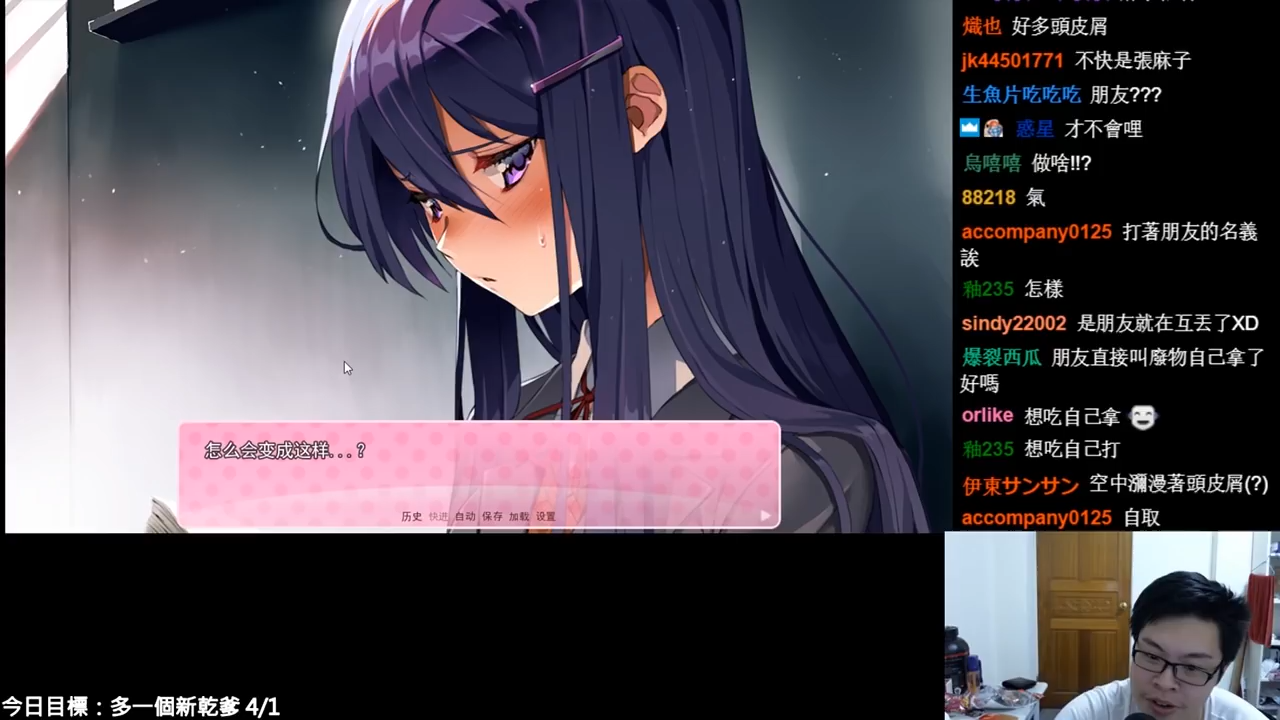 熾也 好多頭皮屑
jk44501771 不快是張麻子
生魚片吃吃吃 朋友???
惑星 才不會哩
烏嘻嘻 做啥!!?
88218 氣
accompany0125 打著朋友的名義
誒
釉235 怎樣
sindy22002 是朋友就在互丟了XD
爆裂西瓜 朋友直接叫廢物自己拿了
好嗎
orlike 想吃自己拿
釉235 想吃自己打
伊東サンサン 空中瀰漫著頭皮屑(?)
accompany0125 自取
怎么会变成这样...?
历史 快进 自动 保存 加载 设置
今日目標：多一個新乾爹 4/1